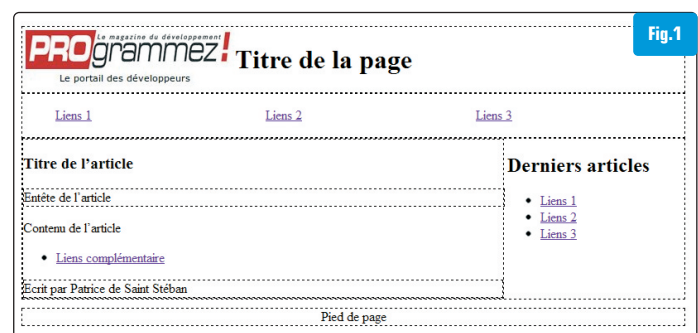 Fig.1
Le magazine du développement
PROgrammez!
Le portail des développeurs
Titre de la page
Liens 1
Liens 2
Liens 3
Titre de l'article
Entête de l'article
Contenu de l'article
Liens complémentaire
Ecrit par Patrice de Saint Stéban
Derniers articles
Liens 1
Liens 2
Liens 3
Pied de page